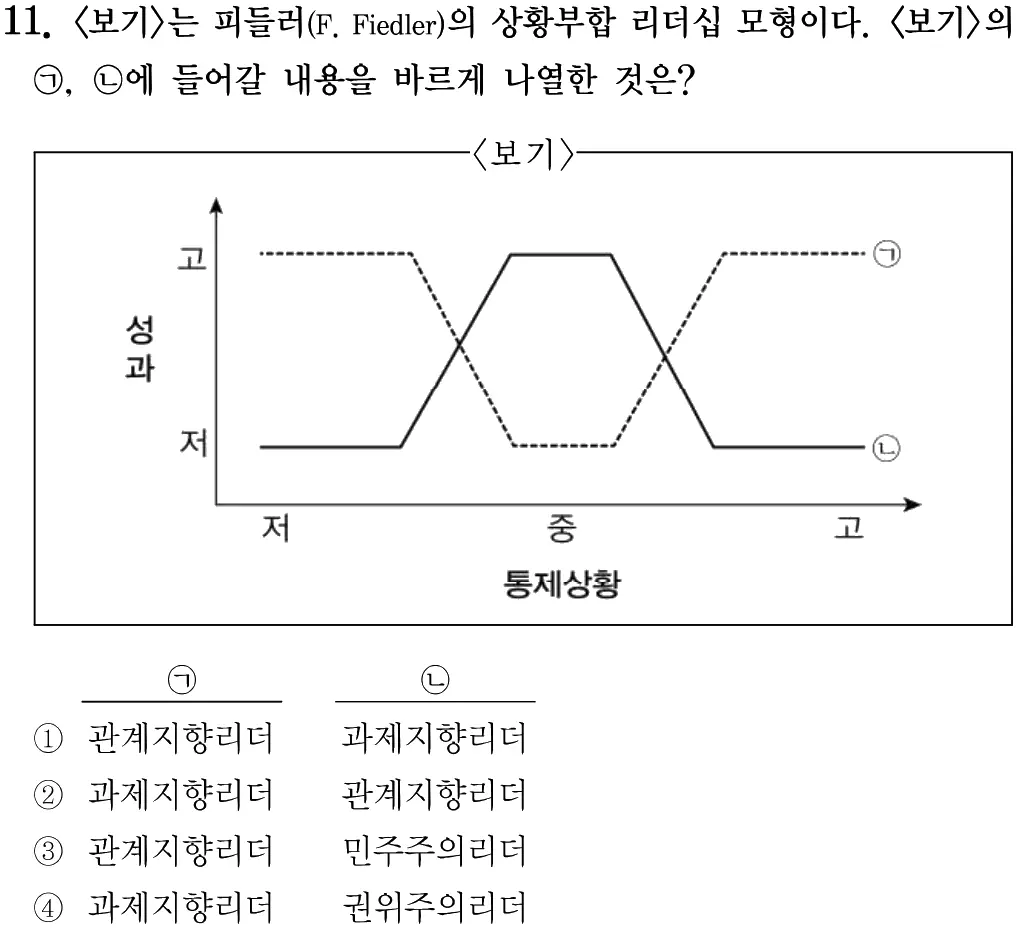 11. 〈보기〉는 피들러(F. Fiedler)의 상황부합 리더십 모형이다. 〈보기〉의
㉠, ㉡에 들어갈 내용을 바르게 나열한 것은?
〈보기〉
고
㉠
성
과
저
㉡
저 중 고
통제상황
㉠ ㉡
① 관계지향리더 과제지향리더
② 과제지향리더 관계지향리더
③ 관계지향리더 민주주의리더
④ 과제지향리더 권위주의리더